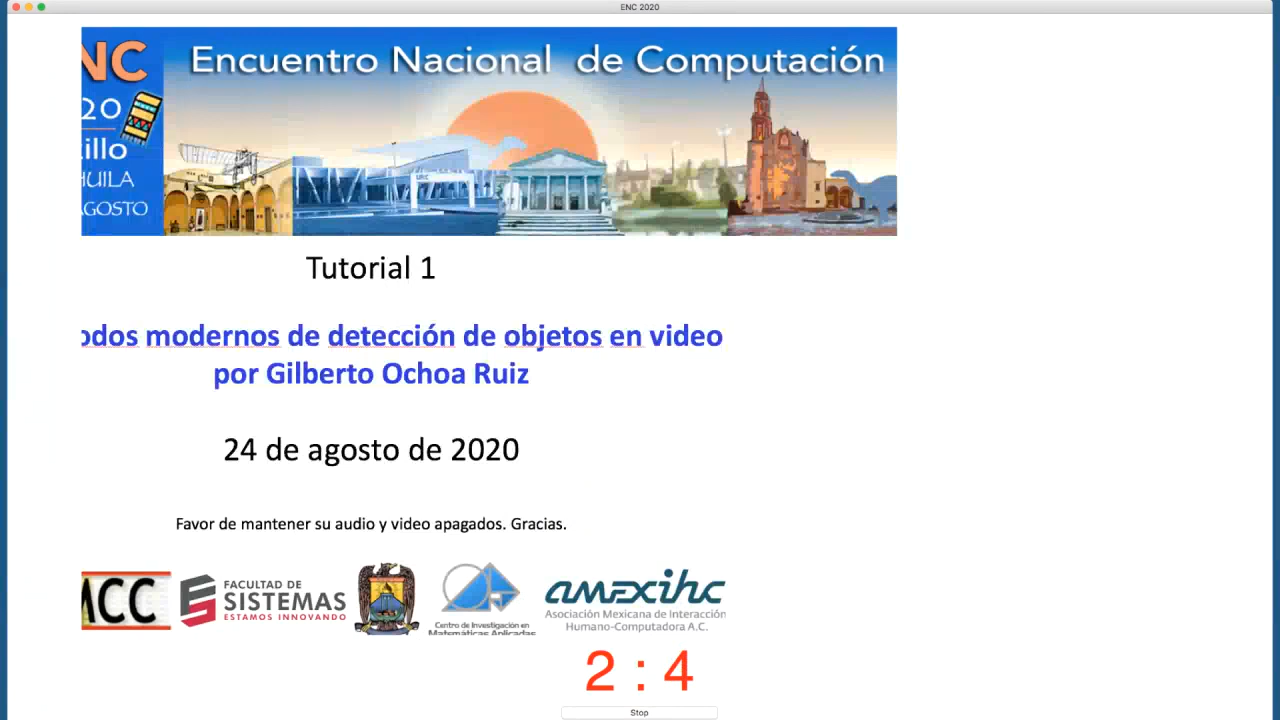 ENC 2020
NC
Encuentro Nacional de Computación
20
illo
HUILA
AGOSTO
Tutorial 1
odos modernos de detección de objetos en video
por Gilberto Ochoa Ruiz
24 de agosto de 2020
Favor de mantener su audio y video apagados. Gracias.
MCC
FACULTAD DE
SISTEMAS
ESTAMOS INNOVANDO
Centro de Investigación en
Matemáticas Aplicadas
amexihc
Asociación Mexicana de Interacción
Humano-Computadora A.C.
2 : 4
Stop